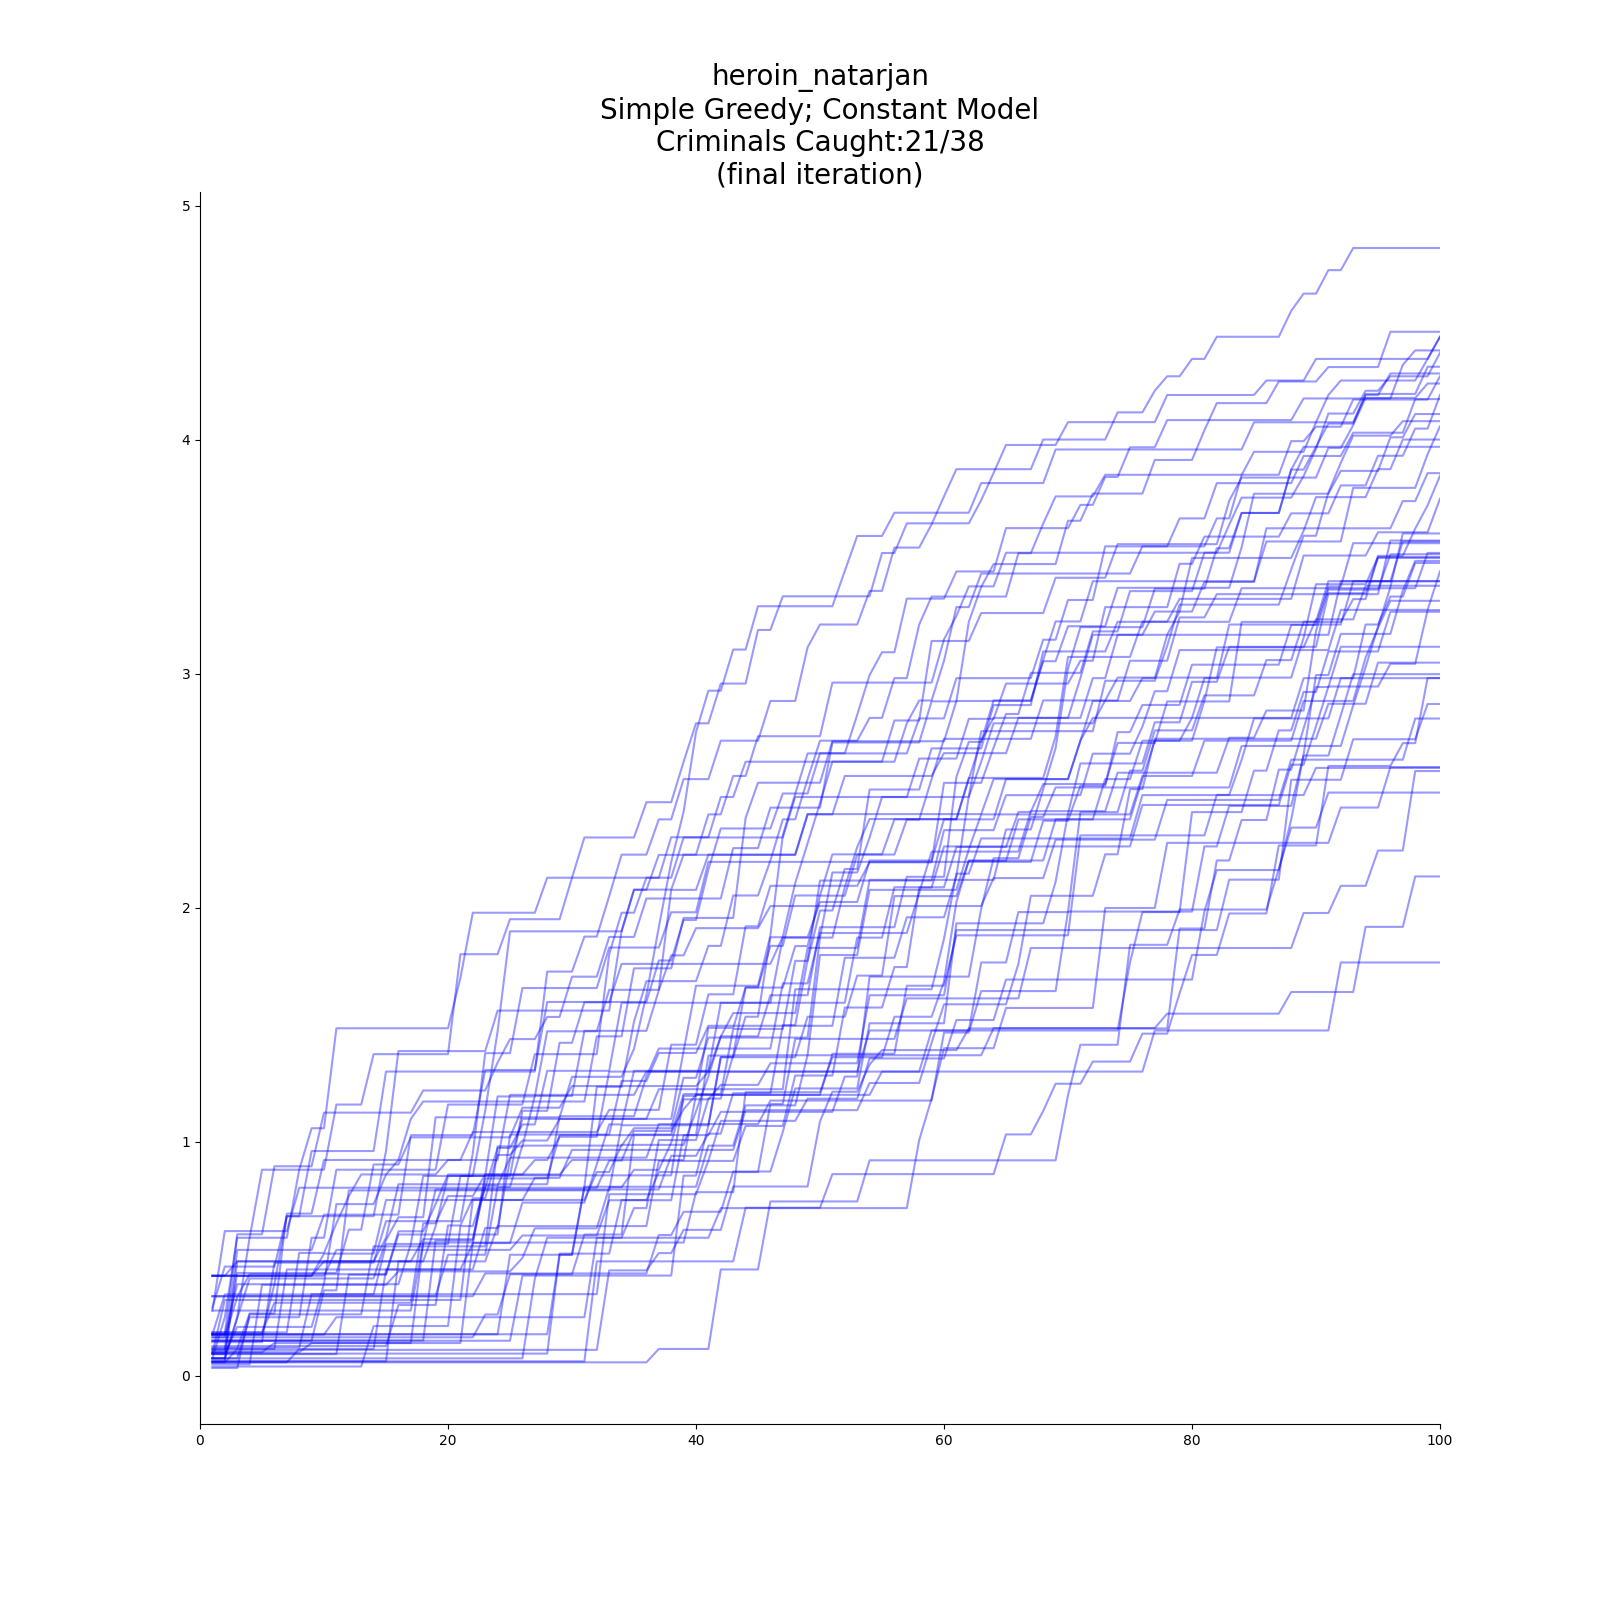 heroin_natarjan
Simple Greedy; Constant Model
Criminals Caught:21/38
(final iteration)
5
4
3
2
1
0
0 20 40 60 80 100